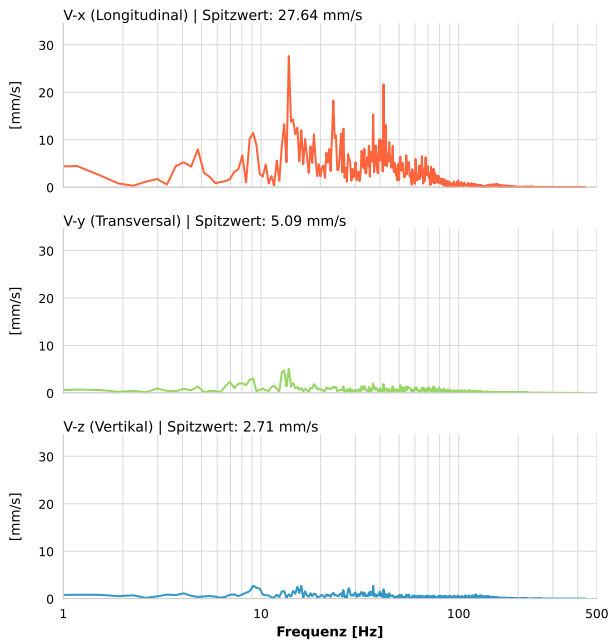 V-x (Longitudinal) | Spitzwert: 27.64 mm/s
30
20
10
0
[mm/s]
V-y (Transversal) | Spitzwert: 5.09 mm/s
30
20
10
0
[mm/s]
V-z (Vertikal) | Spitzwert: 2.71 mm/s
30
20
10
0
[mm/s]
1 10 100 500
Frequenz [Hz]